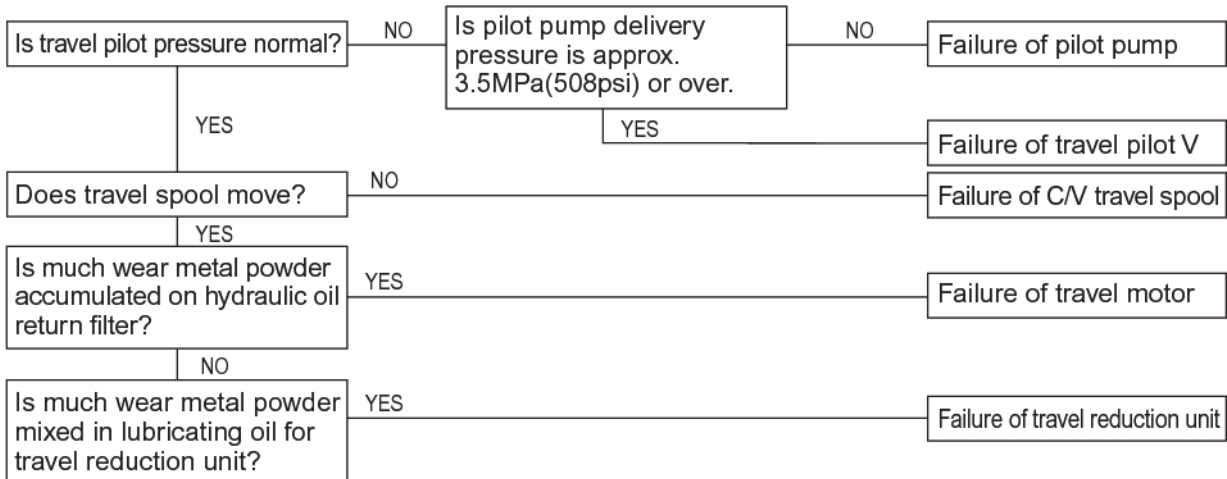 Is travel pilot pressure normal?
NO
Is pilot pump delivery
pressure is approx.
3.5MPa(508psi) or over.
NO
Failure of pilot pump
YES
YES
Failure of travel pilot V
Does travel spool move?
NO
Failure of C/V travel spool
YES
Is much wear metal powder
accumulated on hydraulic oil
return filter?
YES
Failure of travel motor
NO
Is much wear metal powder
mixed in lubricating oil for
travel reduction unit?
YES
Failure of travel reduction unit